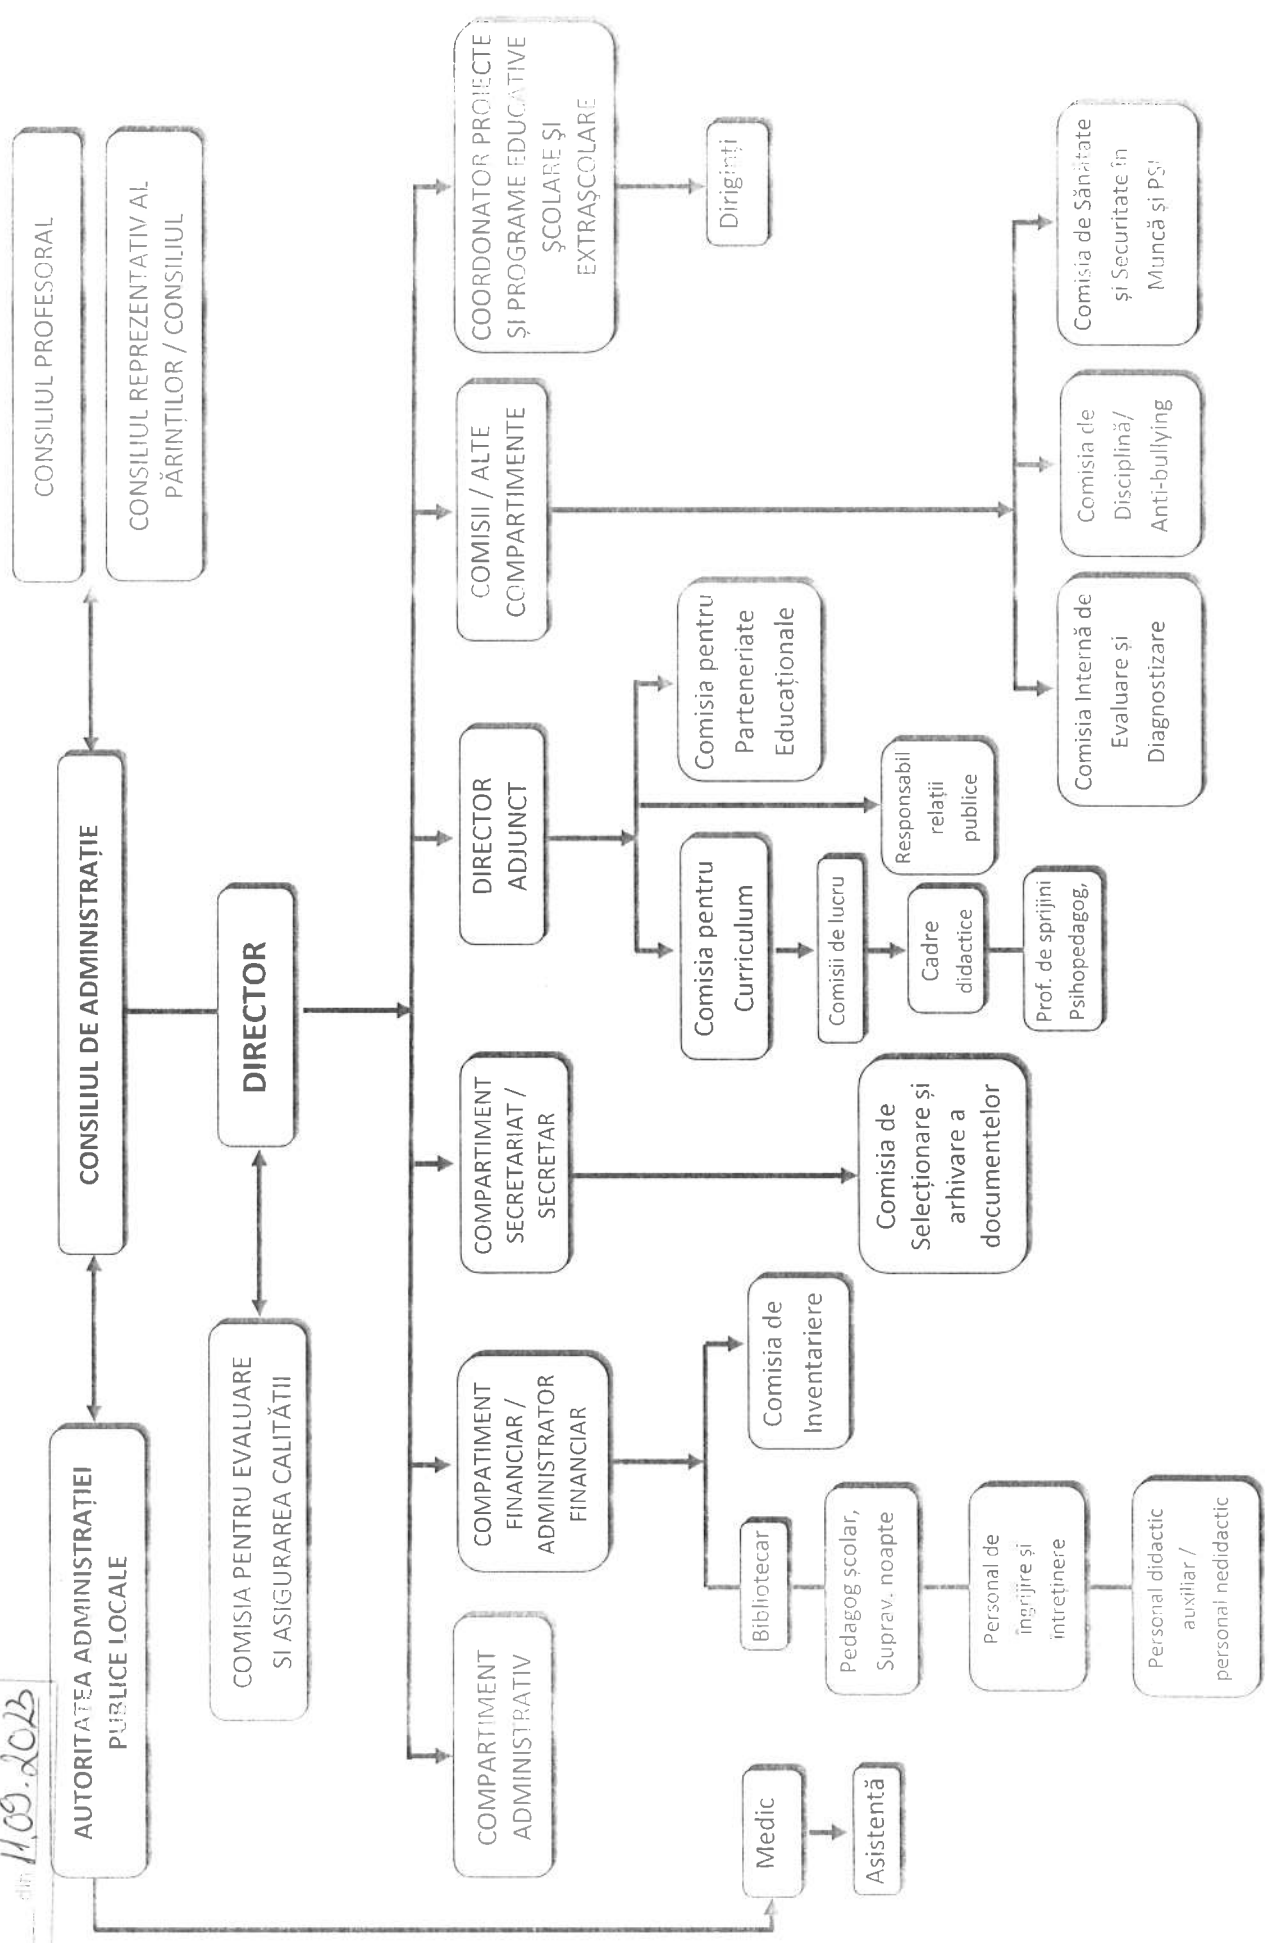 din 11.09.2023
AUTORITATEA ADMINISTRAȚIEI
PUBLICE LOCALE
CONSILIUL DE ADMINISTRAȚIE
CONSILIUL PROFESORAL
CONSILIUL REPREZENTATIV AL
PĂRINȚILOR / CONSILIUL
COMISIA PENTRU EVALUARE
SI ASIGURAREA CALITĂTII
DIRECTOR
COMPARTIMENT
ADMINISTRATIV
COMPATIMENT
FINANCIAR /
ADMINISTRATOR
FINANCIAR
COMPARTIMENT
SECRETARIAT /
SECRETAR
DIRECTOR
ADJUNCT
COMISII / ALTE
COMPARTIMENTE
COORDONATOR PROIECTE
ȘI PROGRAME EDUCATIVE
ȘCOLARE ȘI
EXTRAȘCOLARE
Medic
Asistentă
Bibliotecar
Pedagog școlar,
Suprav. noapte
Personal de
îngrijire și
intreținere
Personal didactic
auxiliar /
personal nedidactic
Comisia de
Inventariere
Comisia de
Selecționare și
arhivare a
documentelor
Comisia pentru
Curriculum
Comisii de lucru
Cadre
didactice
Prof. de sprijini
Psihopedagog,
Responsabil
relații
publice
Comisia pentru
Parteneriate
Educaționale
Diriginți
Comisia Internă de
Evaluare și
Diagnostizare
Comisia de
Disciplină/
Anti-bullying
Comisia de Sănătate
și Securitate în
Muncă și PSI